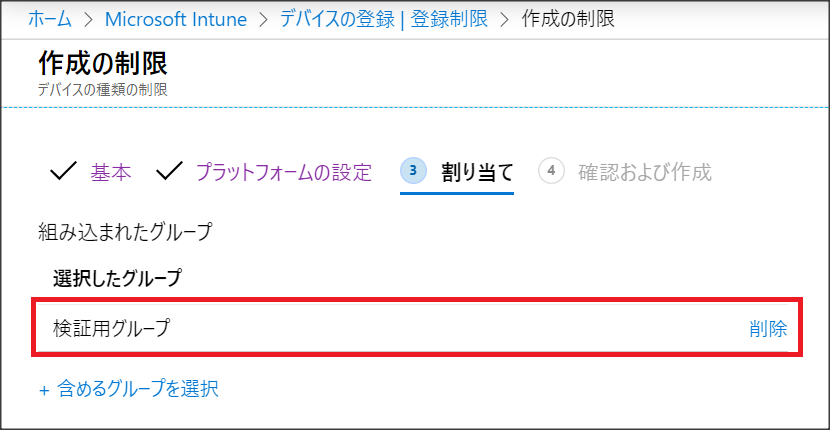 ホーム > Microsoft Intune > デバイスの登録 | 登録制限 > 作成の制限
作成の制限
デバイスの種類の制限
基本 プラットフォームの設定 3 割り当て 4 確認および作成
組み込まれたグループ
選択したグループ
検証用グループ 削除
+ 含めるグループを選択